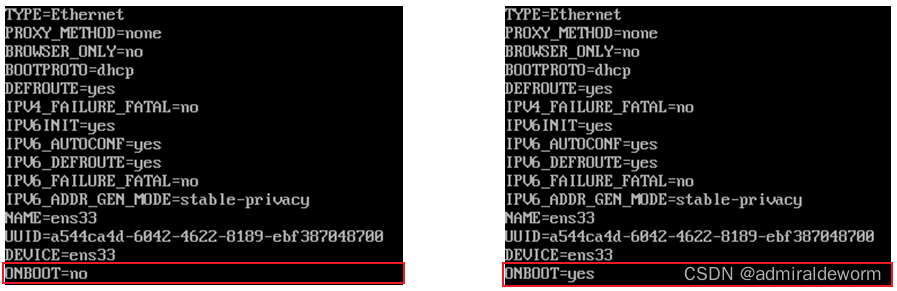 TYPE=Ethernet
PROXY_METHOD=none
BROWSER_ONLY=no
BOOTPROTO=dhcp
DEFROUTE=yes
IPV4_FAILURE_FATAL=no
IPV6INIT=yes
IPV6_AUTOCONF=yes
IPV6_DEFROUTE=yes
IPV6_FAILURE_FATAL=no
IPV6_ADDR_GEN_MODE=stable-privacy
NAME=ens33
UUID=a544ca4d-6042-4622-8189-ebf387048700
DEVICE=ens33
ONBOOT=no
TYPE=Ethernet
PROXY_METHOD=none
BROWSER_ONLY=no
BOOTPROTO=dhcp
DEFROUTE=yes
IPV4_FAILURE_FATAL=no
IPV6INIT=yes
IPV6_AUTOCONF=yes
IPV6_DEFROUTE=yes
IPV6_FAILURE_FATAL=no
IPV6_ADDR_GEN_MODE=stable-privacy
NAME=ens33
UUID=a544ca4d-6042-4622-8189-ebf387048700
DEVICE=ens33
ONBOOT=yes
CSDN @admiraldeworm